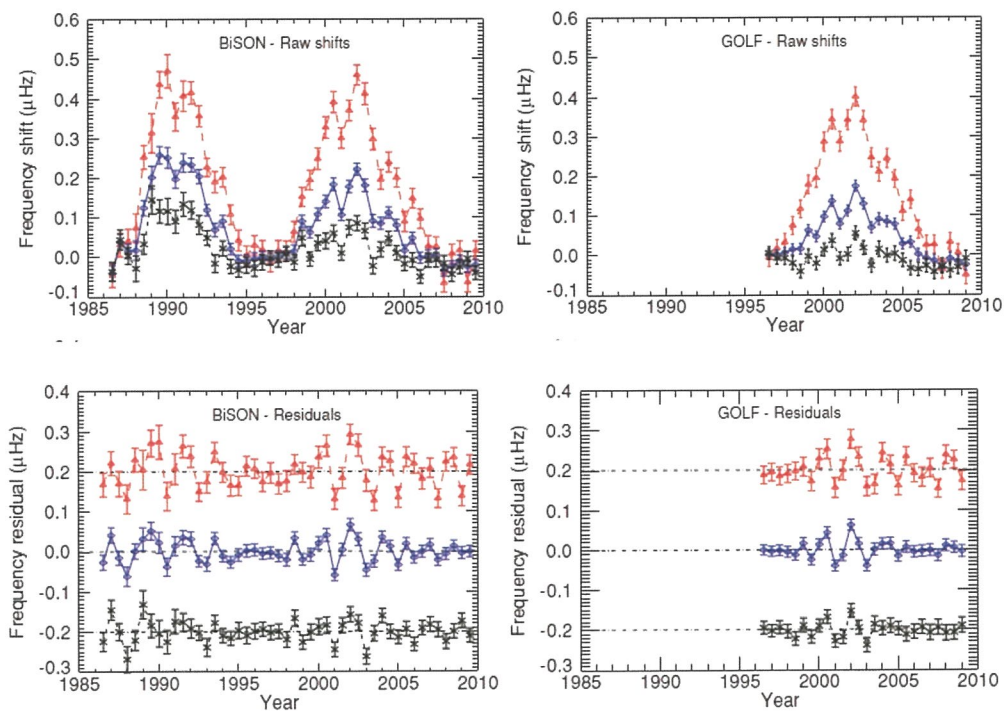 BiSON - Raw shifts
Frequency shift (μHz)
0.6
0.5
0.4
0.3
0.2
0.1
0.0
-0.1
1985 1990 1995 2000 2005 2010
Year
GOLF - Raw shifts
Frequency shift (μHz)
0.6
0.5
0.4
0.3
0.2
0.1
0.0
-0.1
1985 1990 1995 2000 2005 2010
Year
BiSON - Residuals
Frequency residual (μHz)
0.4
0.3
0.2
0.1
0.0
-0.1
-0.2
-0.3
1985 1990 1995 2000 2005 2010
Year
GOLF - Residuals
Frequency residual (μHz)
0.4
0.3
0.2
0.1
0.0
-0.1
-0.2
-0.3
1985 1990 1995 2000 2005 2010
Year